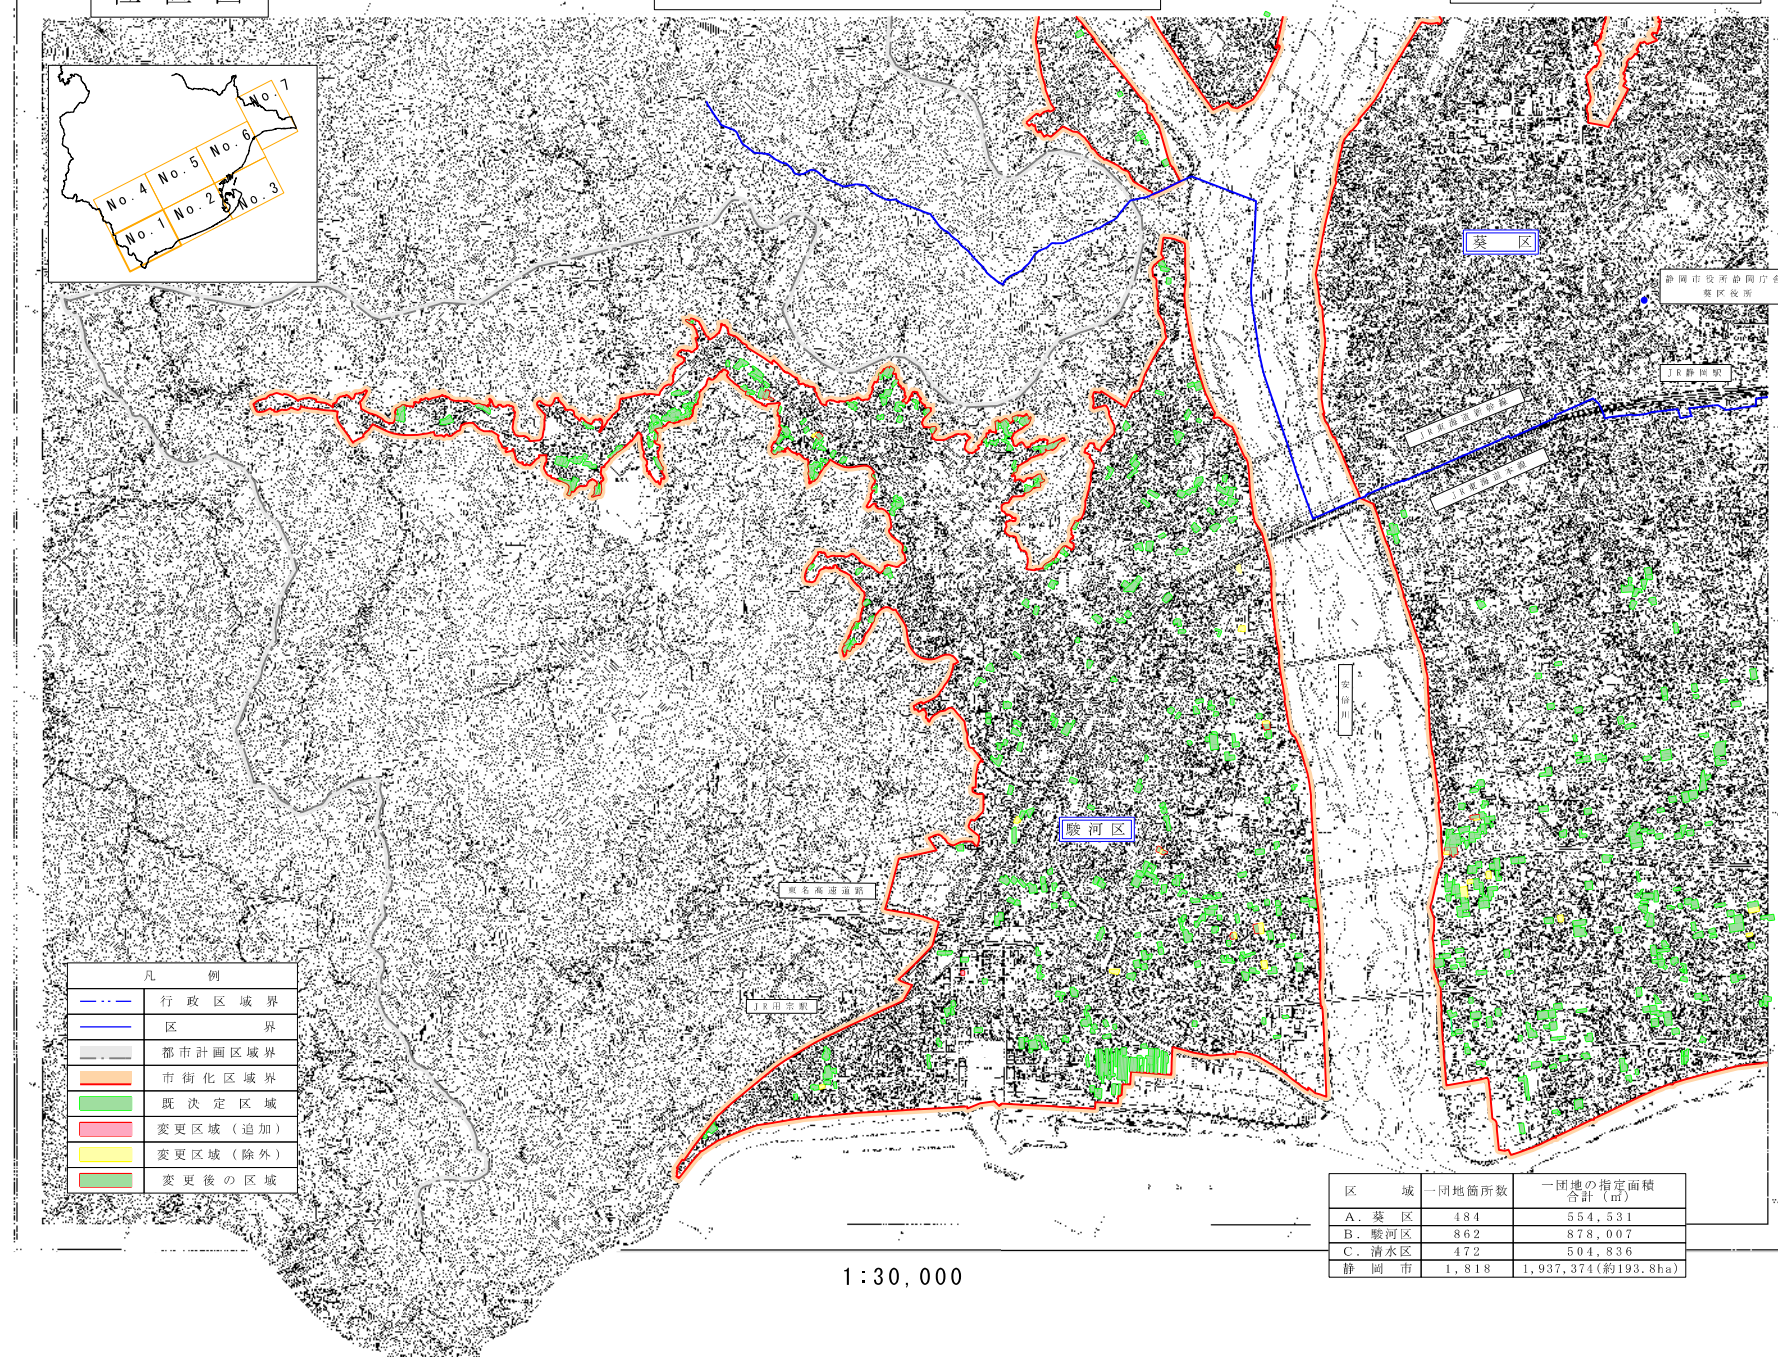 位置図
No.7
No.6
No.5
No.4
No.3
No.2
No.1
葵区
静岡市役所静岡庁舎
葵区役所
JR静岡駅
JR東海道新幹線
JR東海道本線
安倍川
駿河区
東名高速道路
JR用宗駅
凡例
行政区域界
区界
都市計画区域界
市街化区域界
既決定区域
変更区域（追加）
変更区域（除外）
変更後の区域
区域 一団地箇所数 一団地の指定面積合計（㎡）
A．葵区 484 554,531
B．駿河区 862 878,007
C．清水区 472 504,836
静岡市 1,818 1,937,374(約193.8ha)
1:30,000